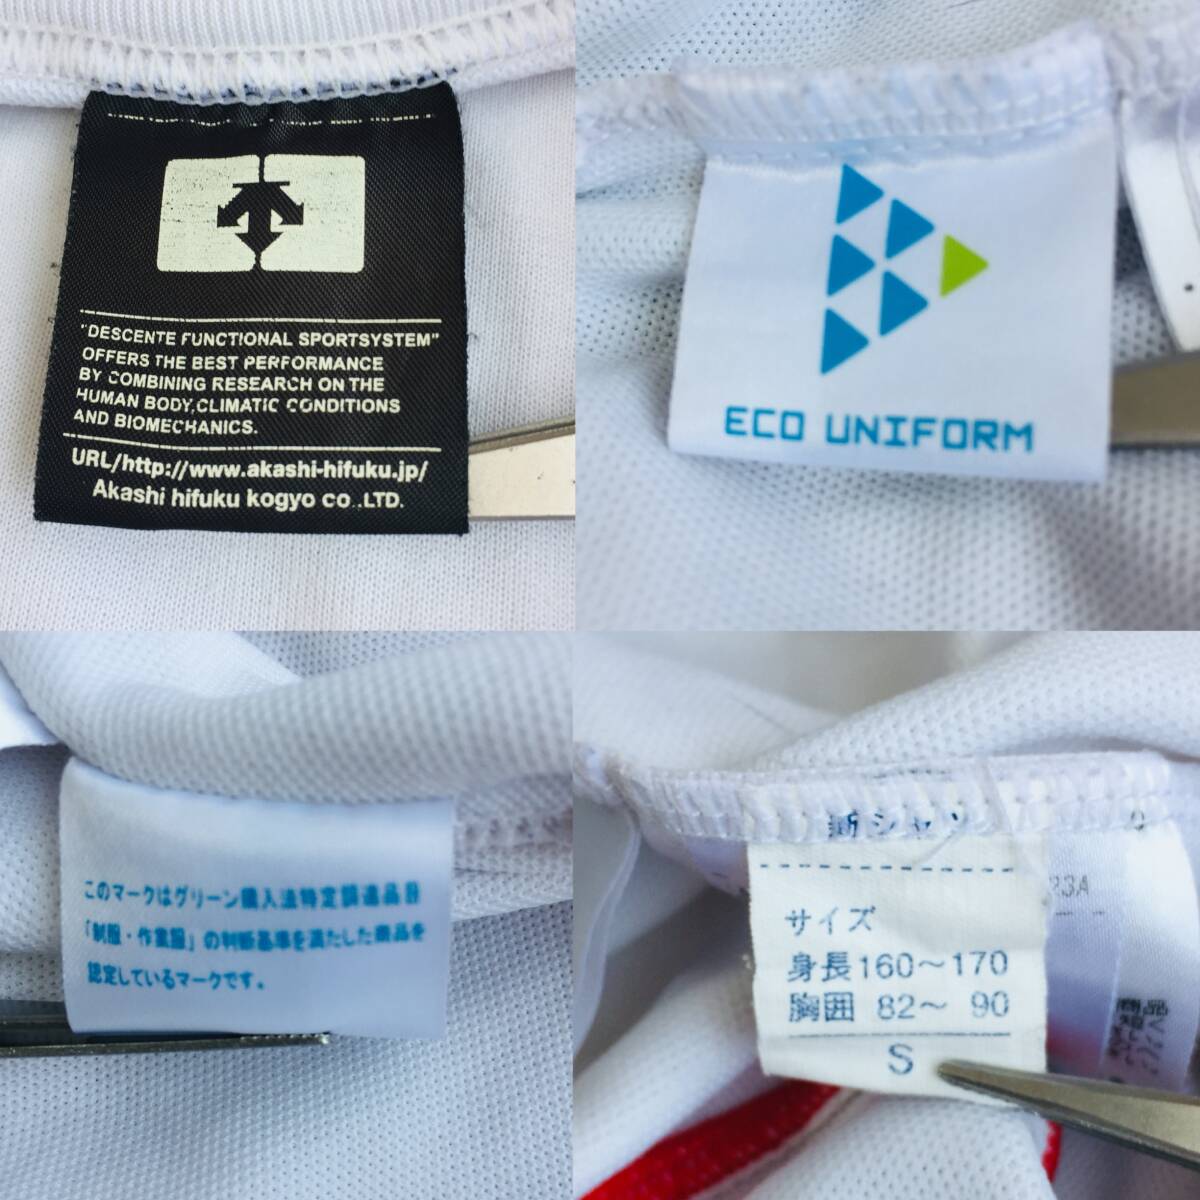 "DESCENTE FUNCTIONAL SPORTSYSTEM"
OFFERS THE BEST PERFORMANCE
BY COMBINING RESEARCH ON THE
HUMAN BODY,CLIMATIC CONDITIONS
AND BIOMECHANICS.
URL/http://www.akashi-hifuku.jp/
Akashi hifuku kogyo co.,LTD.
ECO UNIFORM
このマークはグリーン購入法特定調達品目
「制服・作業服」の判断基準を満たした商品を
認定しているマークです。
サイズ
身長160～170
胸囲 82～ 90
S
23A